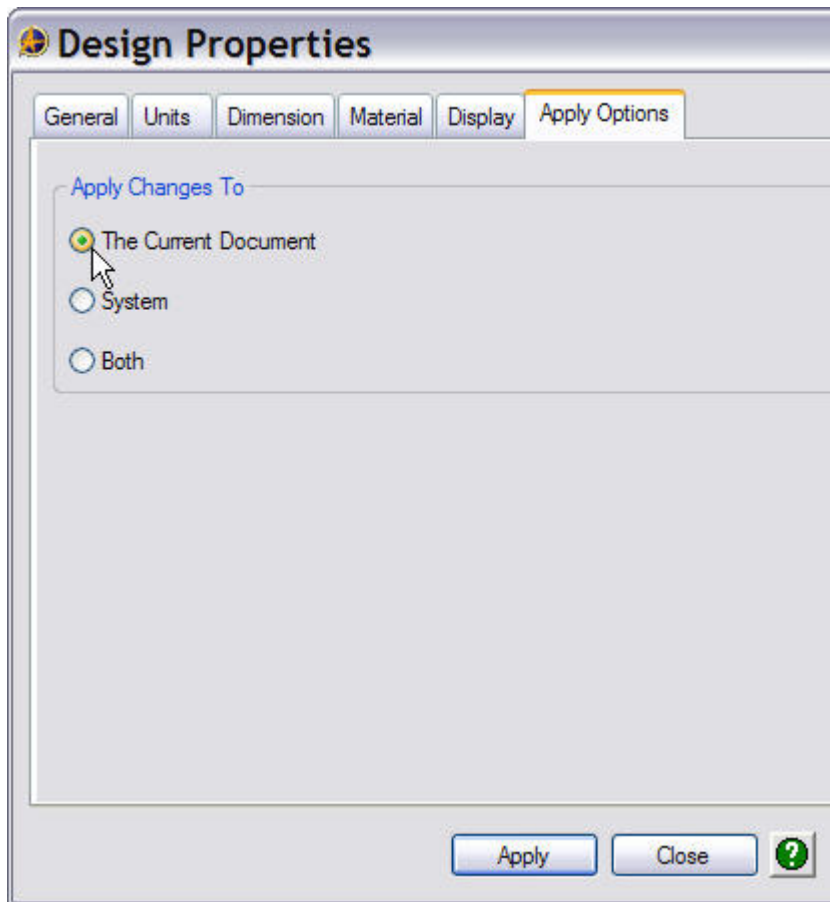 Design Properties
General Units Dimension Material Display Apply Options
Apply Changes To
The Current Document
System
Both
Apply Close ?